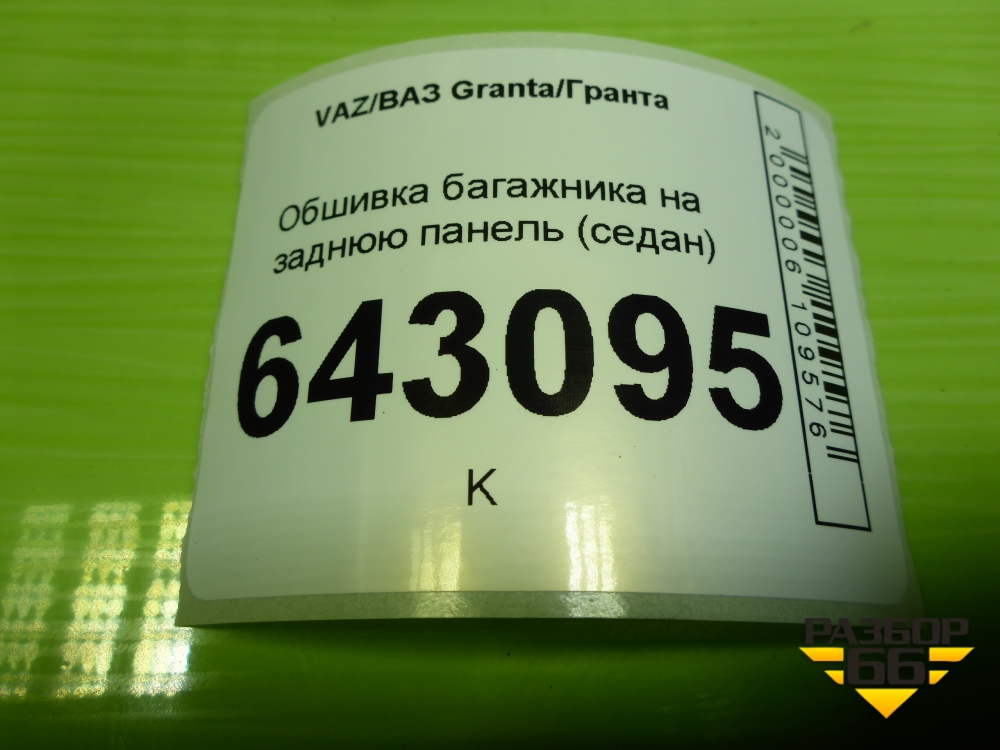 VAZ/ВАЗ Granta/Гранта
Обшивка багажника на
заднюю панель (седан)
643095
К
2000006109576
РАЗБОР
66